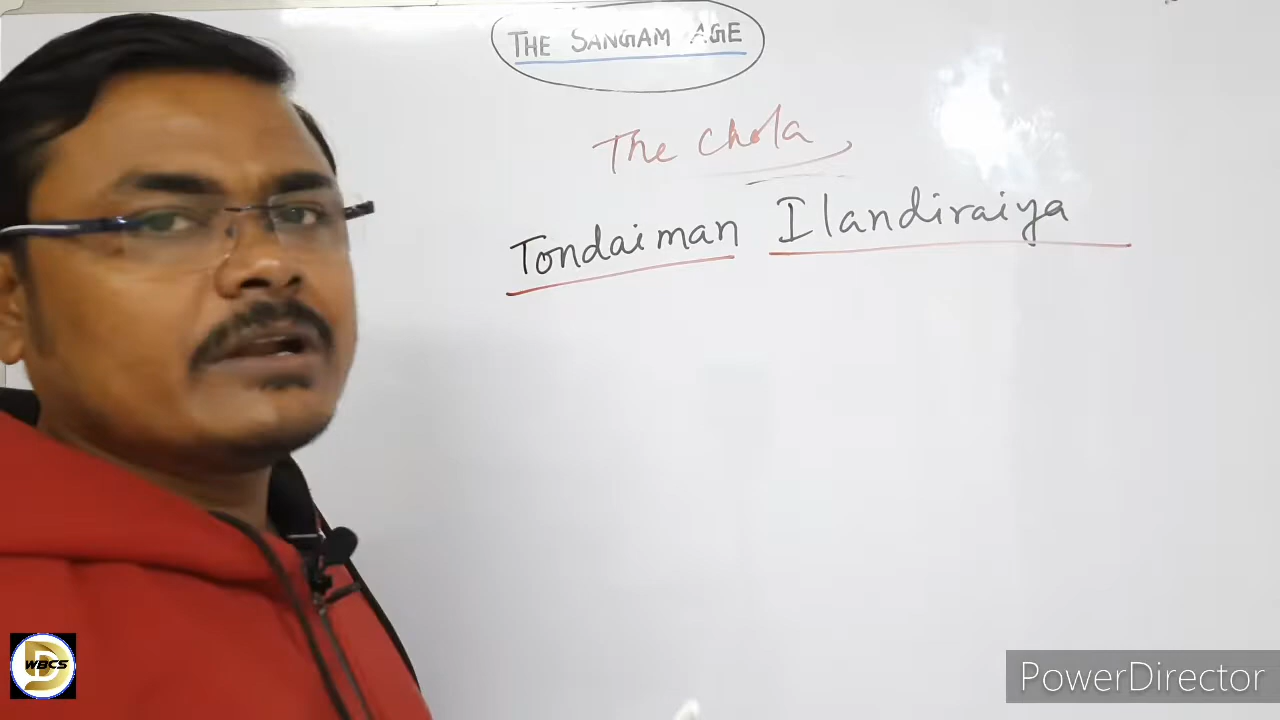 THE SANGAM AGE
The Chola
Tondaiman Ilandiraiya
WBCS
PowerDirector